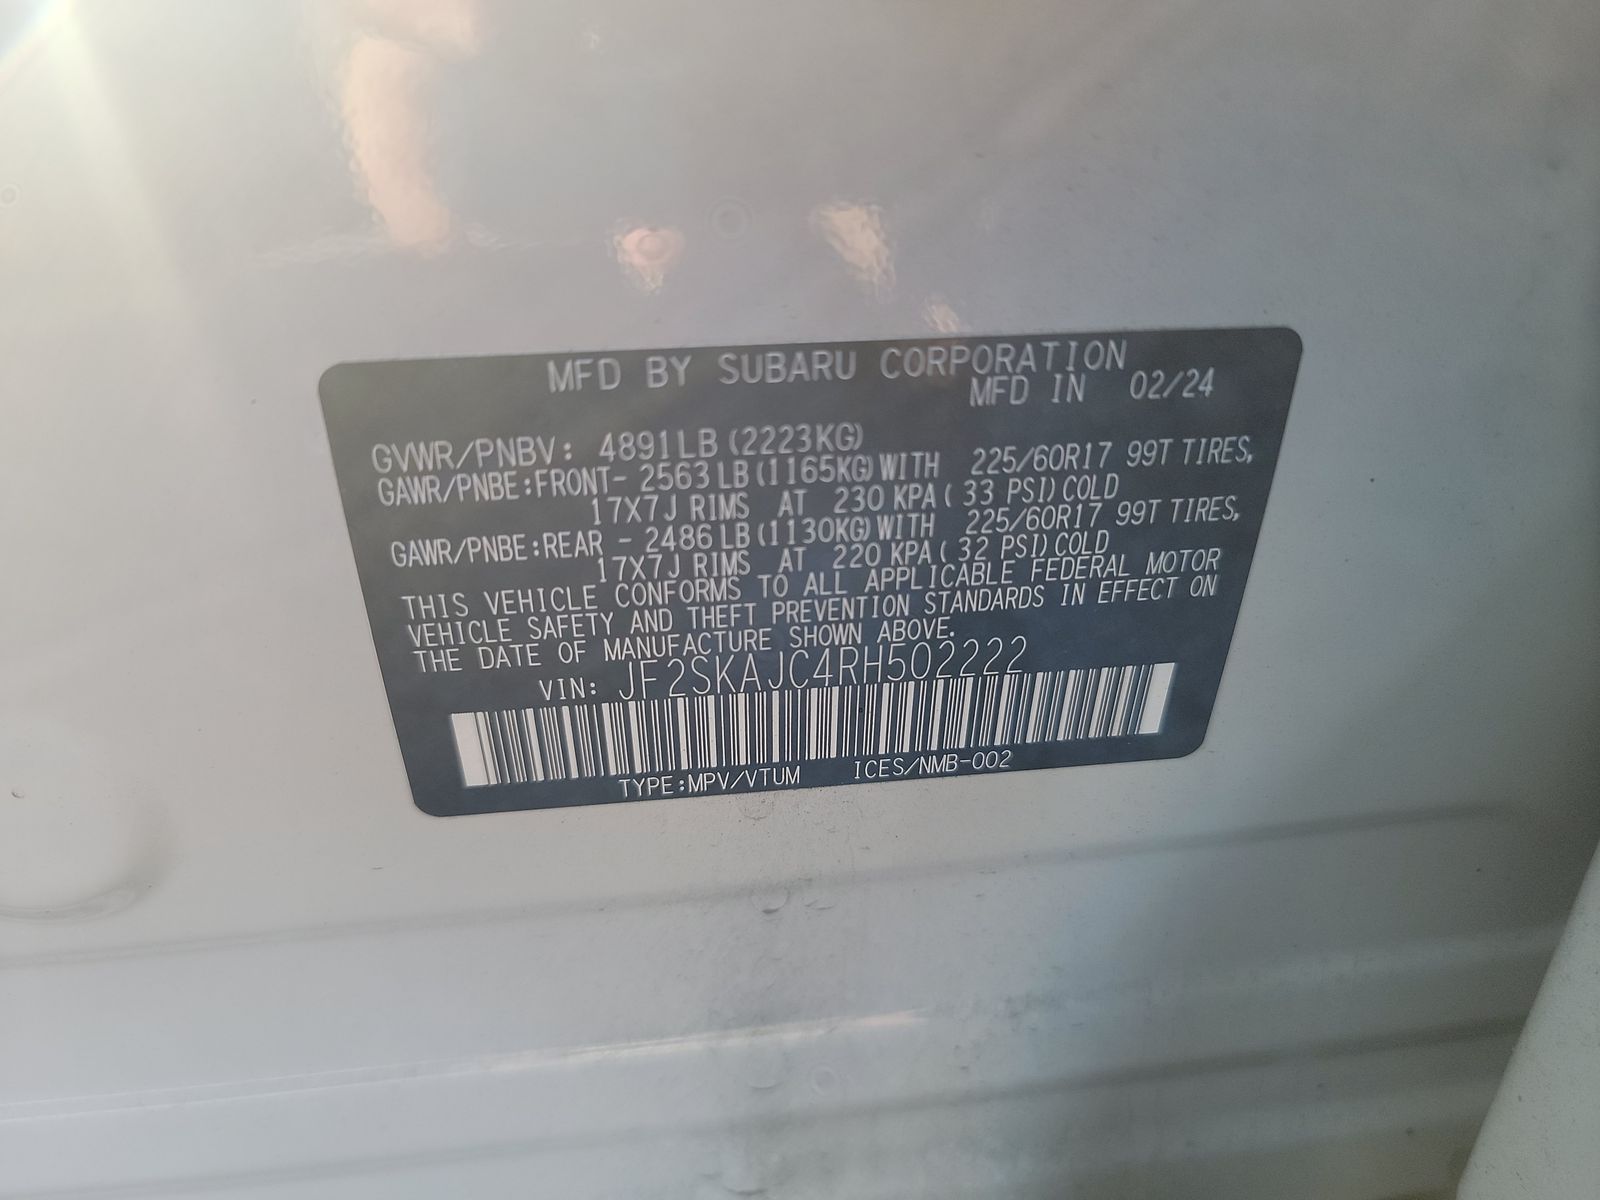 MFD BY SUBARU CORPORATION
MFD IN 02/24
GVWR/PNBV: 4891LB (2223KG)
GAWR/PNBE:FRONT- 2563LB (1165KG) WITH 225/60R17 99T TIRES,
17X7J RIMS AT 230 KPA ( 33 PSI) COLD
GAWR/PNBE:REAR - 2486LB (1130KG) WITH 225/60R17 99T TIRES,
17X7J RIMS AT 220 KPA ( 32 PSI) COLD
THIS VEHICLE CONFORMS TO ALL APPLICABLE FEDERAL MOTOR
VEHICLE SAFETY AND THEFT PREVENTION STANDARDS IN EFFECT ON
THE DATE OF MANUFACTURE SHOWN ABOVE.
VIN: JF2SKAJC4RH502222
TYPE:MPV/VTUM ICES/NMB-002